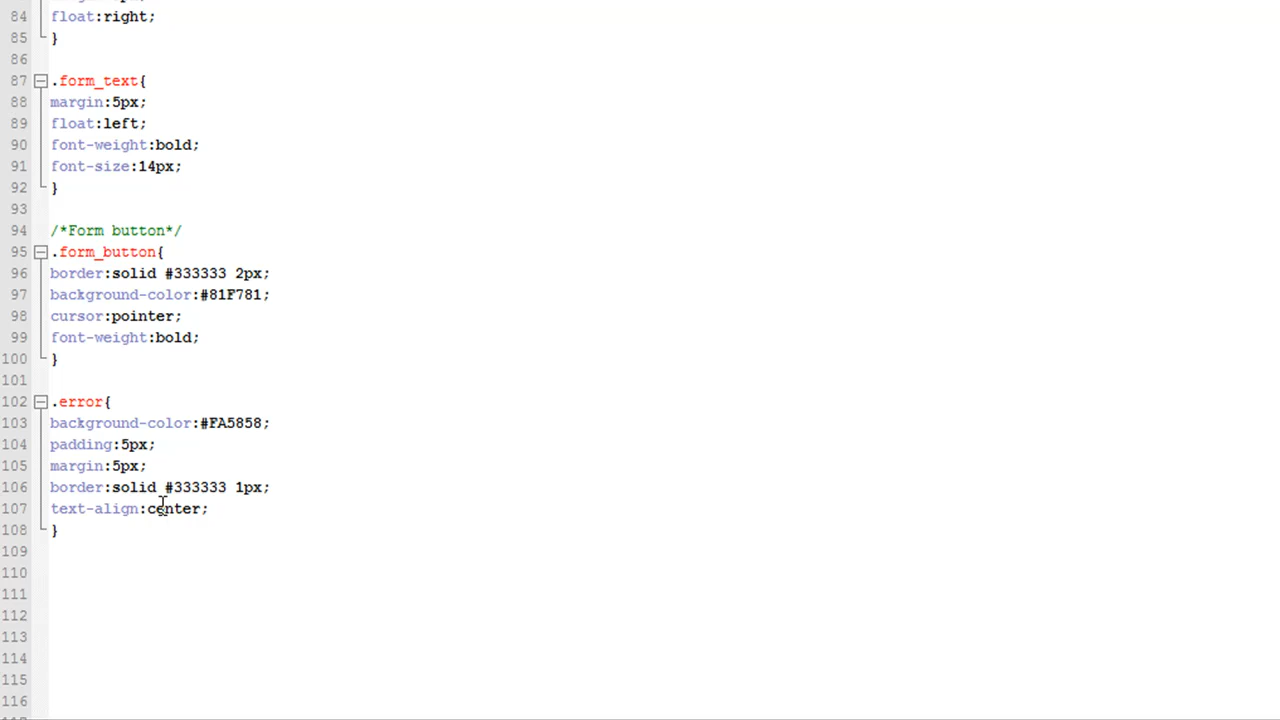 84 float:right;
85 }
86
87 .form_text{
88 margin:5px;
89 float:left;
90 font-weight:bold;
91 font-size:14px;
92 }
93
94 /*Form button*/
95 .form_button{
96 border:solid #333333 2px;
97 background-color:#81F781;
98 cursor:pointer;
99 font-weight:bold;
100 }
101
102 .error{
103 background-color:#FA5858;
104 padding:5px;
105 margin:5px;
106 border:solid #333333 1px;
107 text-align:center;
108 }
109
110
111
112
113
114
115
116